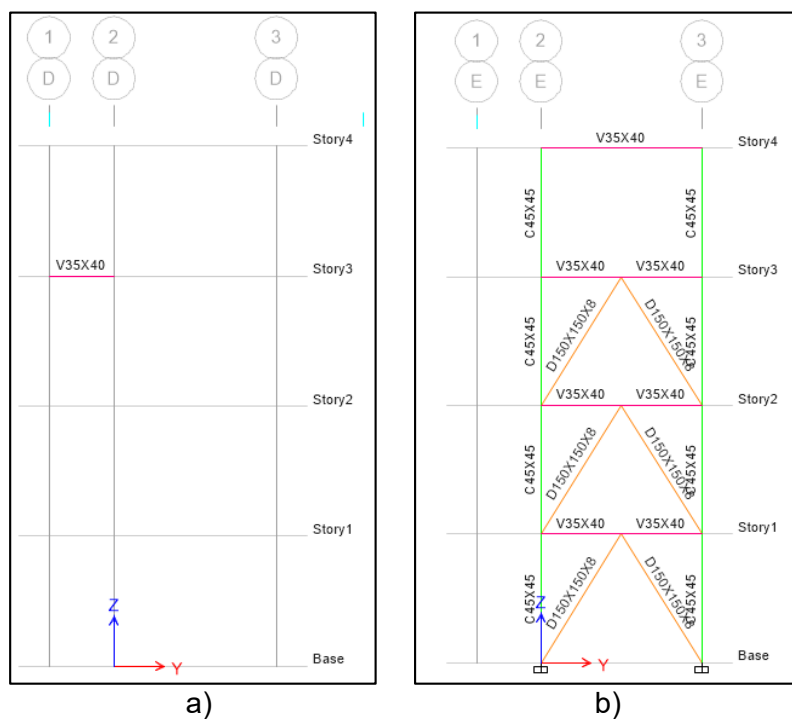 1 2 3
D D D
Story4
V35X40
Story3
Story2
Story1
Z
Base
Y
a)
1 2 3
E E E
V35X40
Story4
C45X45 C45X45
V35X40 V35X40
Story3
C45X45 D150X150X8 D150X150X8 C45X45
V35X40 V35X40
Story2
C45X45 D150X150X8 D150X150X8 C45X45
V35X40 V35X40
Story1
C45X45 D150X150X8 D150X150X8 C45X45
Z
Base
Y
b)